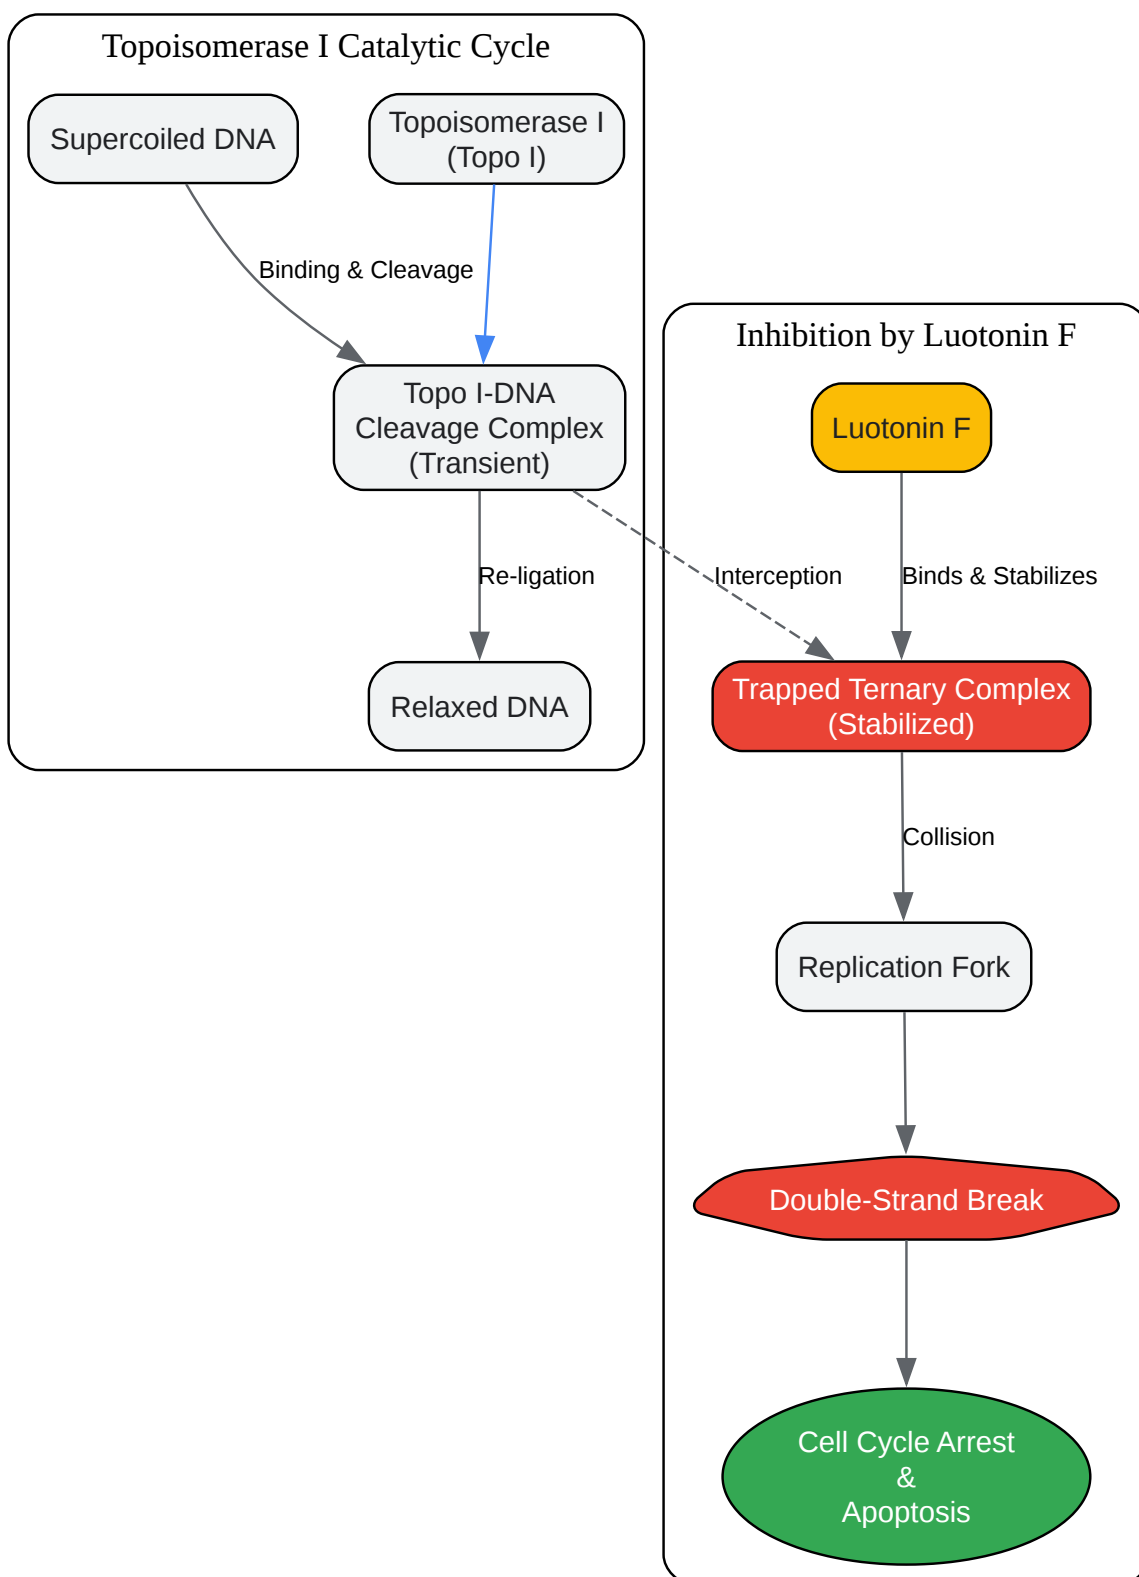 Topoisomerase I Catalytic Cycle
Supercoiled DNA
Topoisomerase I
(Topo I)
Binding & Cleavage
Topo I-DNA
Cleavage Complex
(Transient)
Re-ligation
Relaxed DNA
Inhibition by Luotonin F
Luotonin F
Interception
Binds & Stabilizes
Trapped Ternary Complex
(Stabilized)
Collision
Replication Fork
Double-Strand Break
Cell Cycle Arrest
&
Apoptosis